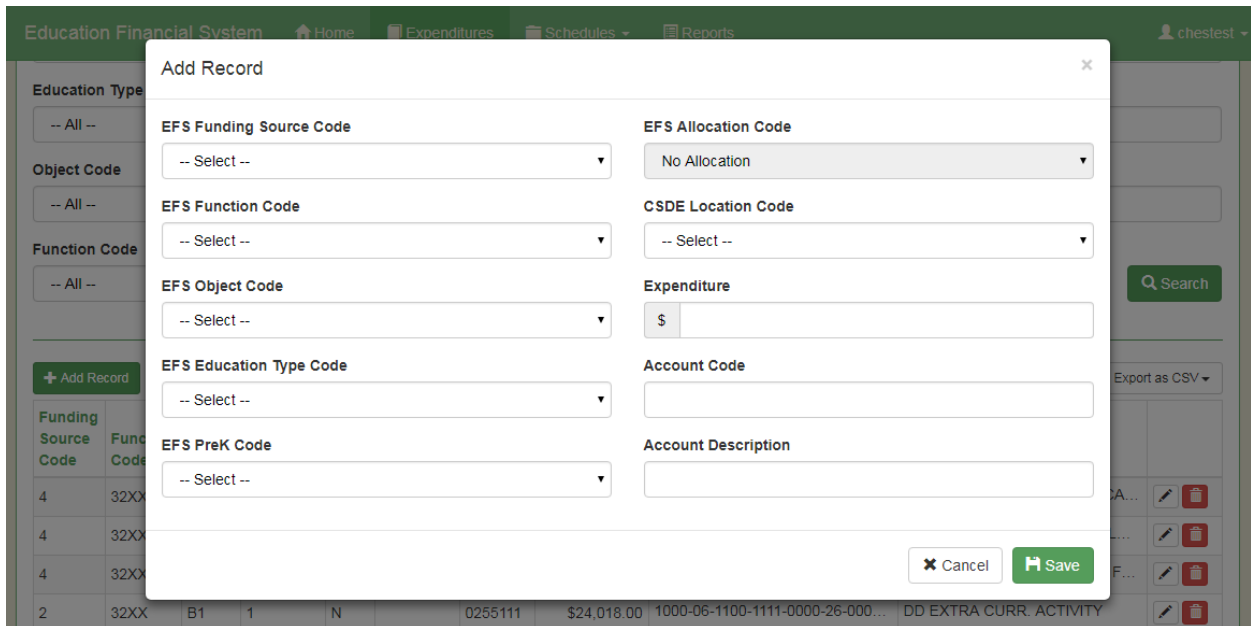 Education Financial System Home Expenditures Schedules Reports chestest
Add Record ×
Education Type
-- All --
Object Code
-- All --
Function Code
-- All --
Search
EFS Funding Source Code EFS Allocation Code
-- Select -- No Allocation
EFS Function Code CSDE Location Code
-- Select -- -- Select --
EFS Object Code Expenditure
-- Select -- $
EFS Education Type Code Account Code
-- Select --
EFS PreK Code Account Description
-- Select --
Cancel Save
Add Record Export as CSV
Funding
Source Func
Code Code
4 32XX CA...
4 32XX ...
4 32XX F...
2 32XX B1 1 N 0255111 $24,018.00 1000-06-1100-1111-0000-26-000... DD EXTRA CURR. ACTIVITY